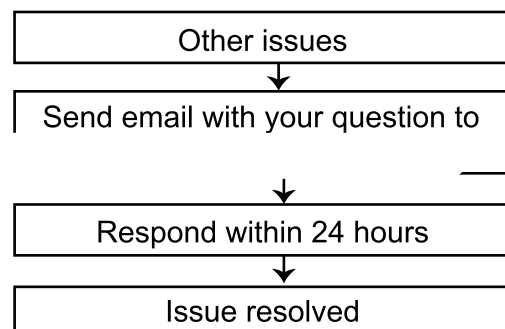 Other issues
Send email with your question to
Respond within 24 hours
Issue resolved